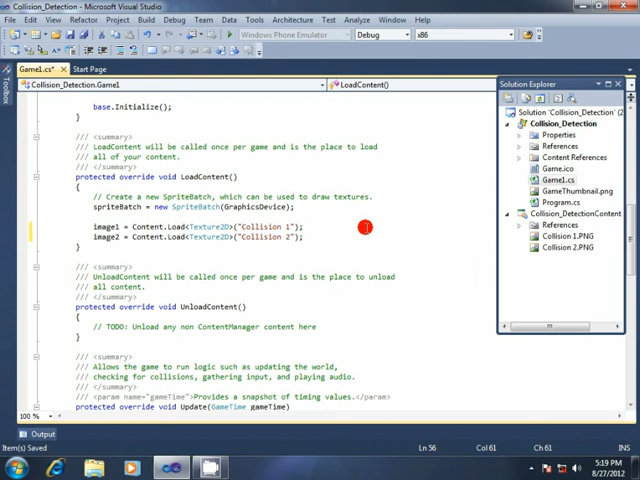 Collision_Detection - Microsoft Visual Studio
File Edit View Refactor Project Build Debug Team Data Tools Architecture Test Analyze Window Help
Windows Phone Emulator Debug x86
Game1.cs* Start Page
Toolbox
Collision_Detection.Game1 LoadContent()
base.Initialize();
}
/// <summary>
/// LoadContent will be called once per game and is the place to load
/// all of your content.
/// </summary>
protected override void LoadContent()
{
// Create a new SpriteBatch, which can be used to draw textures.
spriteBatch = new SpriteBatch(GraphicsDevice);
image1 = Content.Load<Texture2D>("Collision 1");
image2 = Content.Load<Texture2D>("Collision 2");
}
/// <summary>
/// UnloadContent will be called once per game and is the place to unload
/// all content.
/// </summary>
protected override void UnloadContent()
{
// TODO: Unload any non ContentManager content here
}
/// <summary>
/// Allows the game to run logic such as updating the world,
/// checking for collisions, gathering input, and playing audio.
/// </summary>
/// <param name="gameTime">Provides a snapshot of timing values.</param>
protected override void Update(GameTime gameTime)
100 %
Solution Explorer
Solution 'Collision_Detection' (2
Collision_Detection
Properties
References
Content References
Game.ico
Game1.cs
GameThumbnail.png
Program.cs
Collision_DetectionContent
References
Collision 1.PNG
Collision 2.PNG
Output
Item(s) Saved Ln 56 Col 61 Ch 61 INS
5:19 PM
8/27/2012